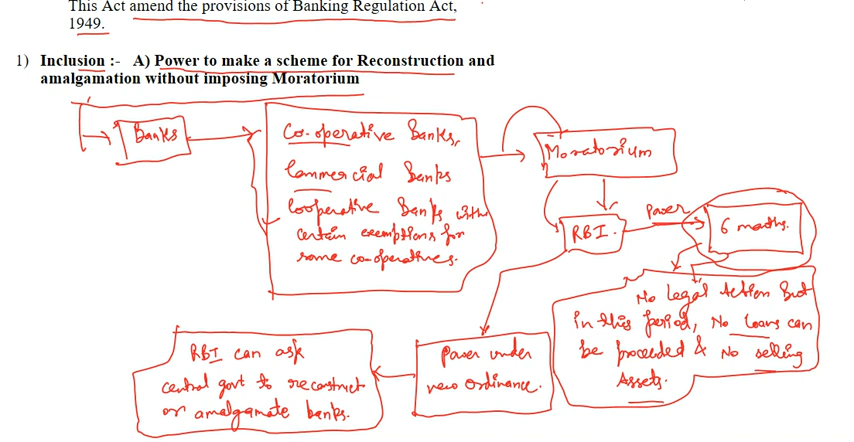 This Act amend the provisions of Banking Regulation Act,
1949.
1) Inclusion :- A) Power to make a scheme for Reconstruction and
amalgamation without imposing Moratorium
Banks
Co-operative Banks,
Commercial Banks
Cooperative Banks with
certain exemptions for
some co-operatives.
Moratorium
RBI.
Power
6 months.
No Legal Action But
in this period, No Loans can
be proceeded & No selling
Assets.
Power under
new Ordinance.
RBI can ask
central govt to reconstruct
or amalgamate banks.